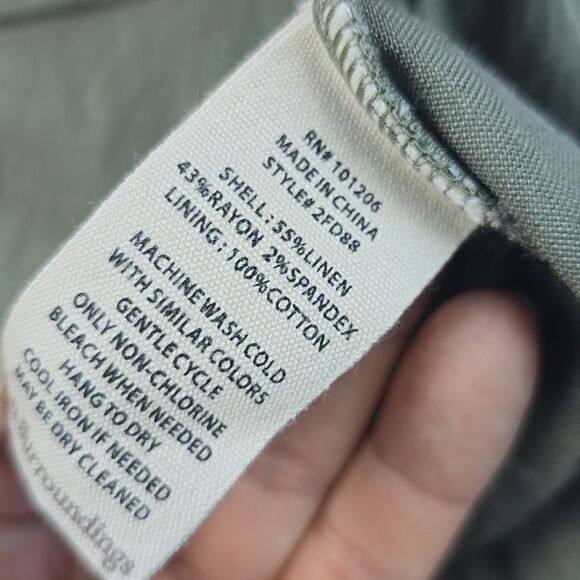 RN# 101206
MADE IN CHINA
STYLE# 2FD88
SHELL : 55%LINEN
43%RAYON 2%SPANDEX
LINING : 100%COTTON
MACHINE WASH COLD
WITH SIMILAR COLORS
GENTLE CYCLE
ONLY NON-CHLORINE
BLEACH WHEN NEEDED
HANG TO DRY
COOL IRON IF NEEDED
MAY BE DRY CLEANED
Surroundings